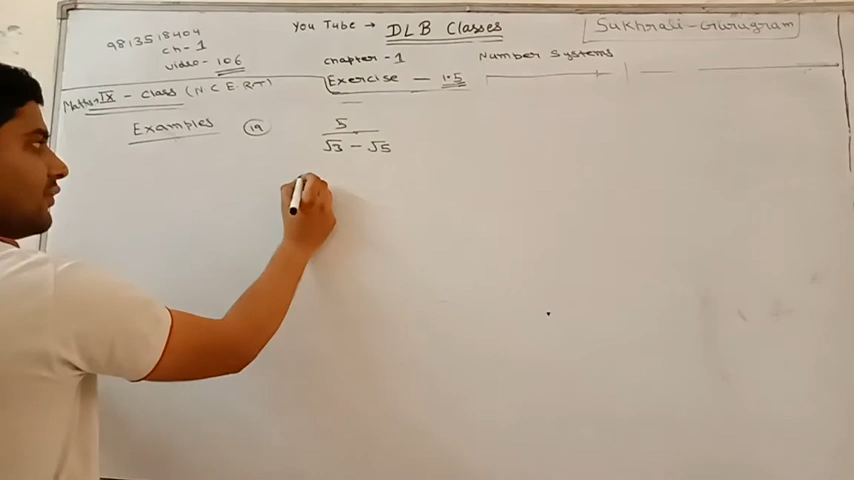 9813518404
ch-1
video-106
You Tube → DLB Classes
Sukhrali-Gurugram
chapter-1 Number Systems
Exercise — 1.5
Maths-IX-Class (N.C.E.R.T)
Examples 19
5
√3 - √5